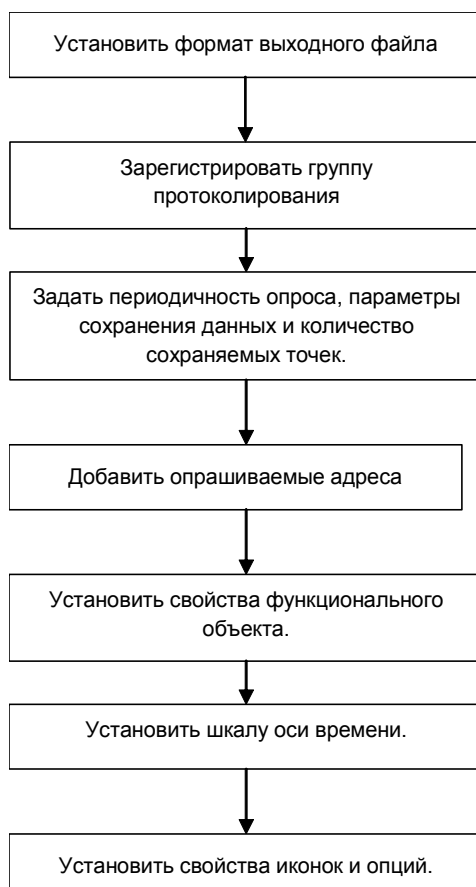 Установить формат выходного файла
Зарегистрировать группу
протоколирования
Задать периодичность опроса, параметры
сохранения данных и количество
сохраняемых точек.
Добавить опрашиваемые адреса
Установить свойства функционального
объекта.
Установить шкалу оси времени.
Установить свойства иконок и опций.